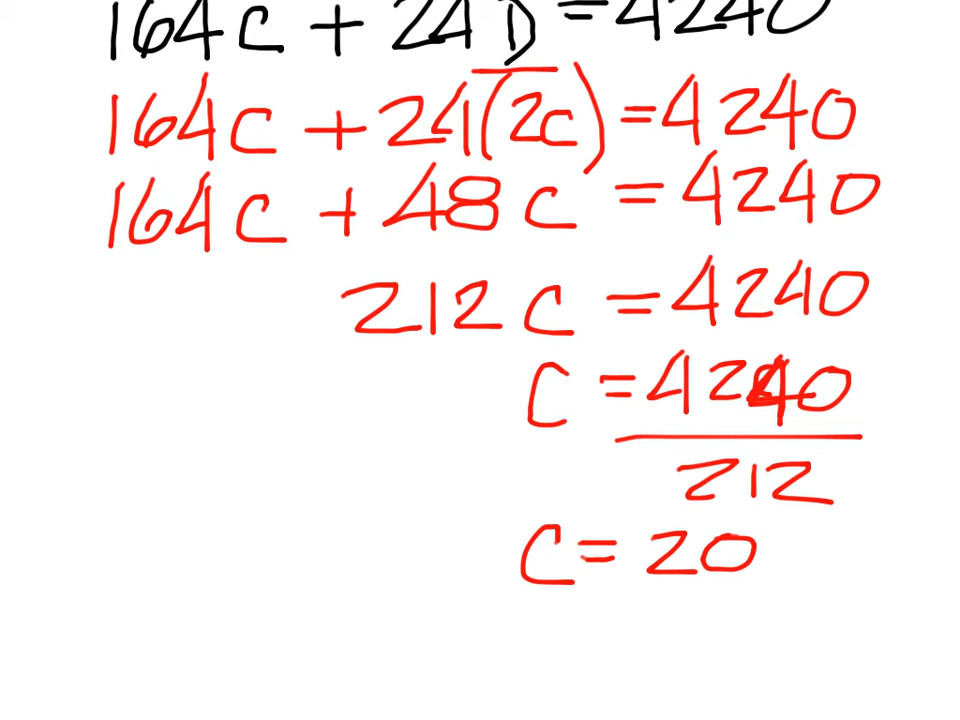 164C + 24D = 4240
164C + 24(2C) = 4240
164C + 48C = 4240
212C = 4240
C = 4240
212
C = 20